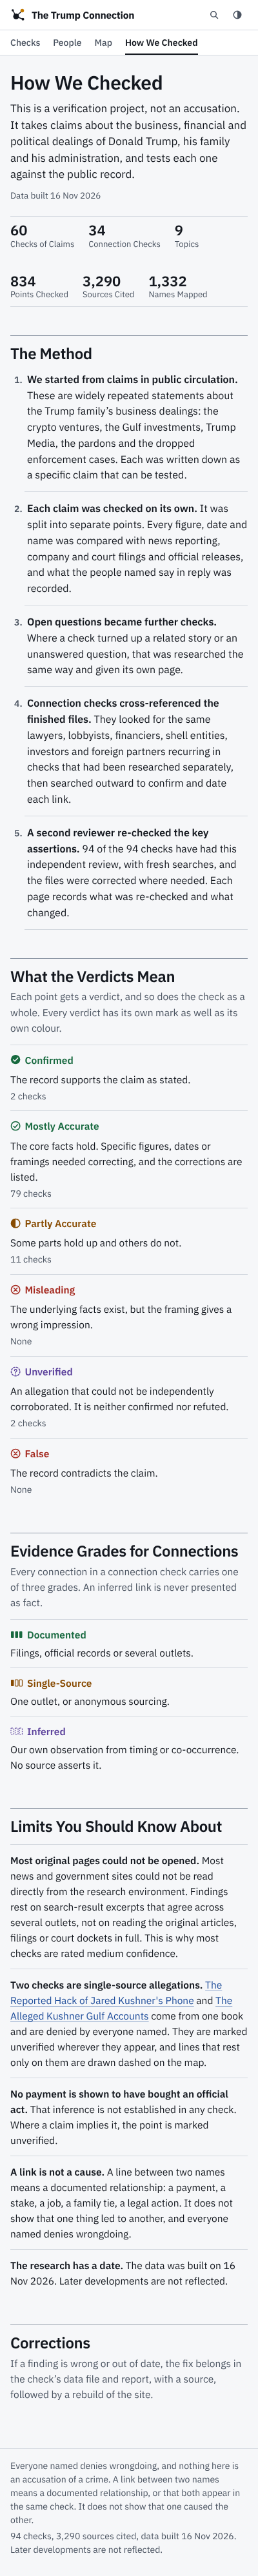 The Trump Connection
Checks People Map How We Checked
How We Checked
This is a verification project, not an accusation.
It takes claims about the business, financial and
political dealings of Donald Trump, his family
and his administration, and tests each one
against the public record.
Data built 16 Nov 2026
60 34 9
Checks of Claims Connection Checks Topics
834 3,290 1,332
Points Checked Sources Cited Names Mapped
The Method
1. We started from claims in public circulation.
These are widely repeated statements about
the Trump family's business dealings: the
crypto ventures, the Gulf investments, Trump
Media, the pardons and the dropped
enforcement cases. Each was written down as
a specific claim that can be tested.
2. Each claim was checked on its own. It was
split into separate points. Every figure, date and
name was compared with news reporting,
company and court filings and official releases,
and with what the people named say in reply was
recorded.
3. Open questions became further checks.
Where a check turned up a related story or an
unanswered question, that was researched the
same way and given its own page.
4. Connection checks cross-referenced the
finished files. They looked for the same
lawyers, lobbyists, financiers, shell entities,
investors and foreign partners recurring in
checks that had been researched separately,
then searched outward to confirm and date
each link.
5. A second reviewer re-checked the key
assertions. 94 of the 94 checks have had this
independent review, with fresh searches, and
the files were corrected where needed. Each
page records what was re-checked and what
changed.
What the Verdicts Mean
Each point gets a verdict, and so does the check as a
whole. Every verdict has its own mark as well as its
own colour.
Confirmed
The record supports the claim as stated.
2 checks
Mostly Accurate
The core facts hold. Specific figures, dates or
framings needed correcting, and the corrections are
listed.
79 checks
Partly Accurate
Some parts hold up and others do not.
11 checks
Misleading
The underlying facts exist, but the framing gives a
wrong impression.
None
Unverified
An allegation that could not be independently
corroborated. It is neither confirmed nor refuted.
2 checks
False
The record contradicts the claim.
None
Evidence Grades for Connections
Every connection in a connection check carries one
of three grades. An inferred link is never presented
as fact.
Documented
Filings, official records or several outlets.
Single-Source
One outlet, or anonymous sourcing.
Inferred
Our own observation from timing or co-occurrence.
No source asserts it.
Limits You Should Know About
Most original pages could not be opened. Most
news and government sites could not be read
directly from the research environment. Findings
rest on search-result excerpts that agree across
several outlets, not on reading the original articles,
filings or court dockets in full. This is why most
checks are rated medium confidence.
Two checks are single-source allegations. The
Reported Hack of Jared Kushner's Phone and The
Alleged Kushner Gulf Accounts come from one book
and are denied by everyone named. They are marked
unverified wherever they appear, and lines that rest
only on them are drawn dashed on the map.
No payment is shown to have bought an official
act. That inference is not established in any check.
Where a claim implies it, the point is marked
unverified.
A link is not a cause. A line between two names
means a documented relationship: a payment, a
stake, a job, a family tie, a legal action. It does not
show that one thing led to another, and everyone
named denies wrongdoing.
The research has a date. The data was built on 16
Nov 2026. Later developments are not reflected.
Corrections
If a finding is wrong or out of date, the fix belongs in
the check's data file and report, with a source,
followed by a rebuild of the site.
Everyone named denies wrongdoing, and nothing here is
an accusation of a crime. A link between two names
means a documented relationship, or that both appear in
the same check. It does not show that one caused the
other.
94 checks, 3,290 sources cited, data built 16 Nov 2026.
Later developments are not reflected.